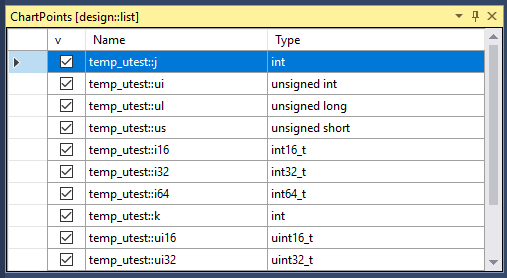 ChartPoints [design::list]
v Name Type
temp_utest::j int
temp_utest::ui unsigned int
temp_utest::ul unsigned long
temp_utest::us unsigned short
temp_utest::i16 int16_t
temp_utest::i32 int32_t
temp_utest::i64 int64_t
temp_utest::k int
temp_utest::ui16 uint16_t
temp_utest::ui32 uint32_t